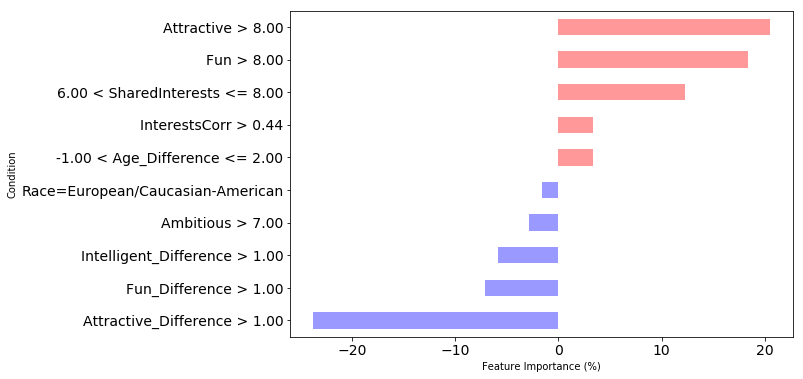 Attractive > 8.00
Fun > 8.00
6.00 < SharedInterests <= 8.00
InterestsCorr > 0.44
-1.00 < Age_Difference <= 2.00
Race=European/Caucasian-American
Ambitious > 7.00
Intelligent_Difference > 1.00
Fun_Difference > 1.00
Attractive_Difference > 1.00
Condition
−20 −10 0 10 20
Feature Importance (%)